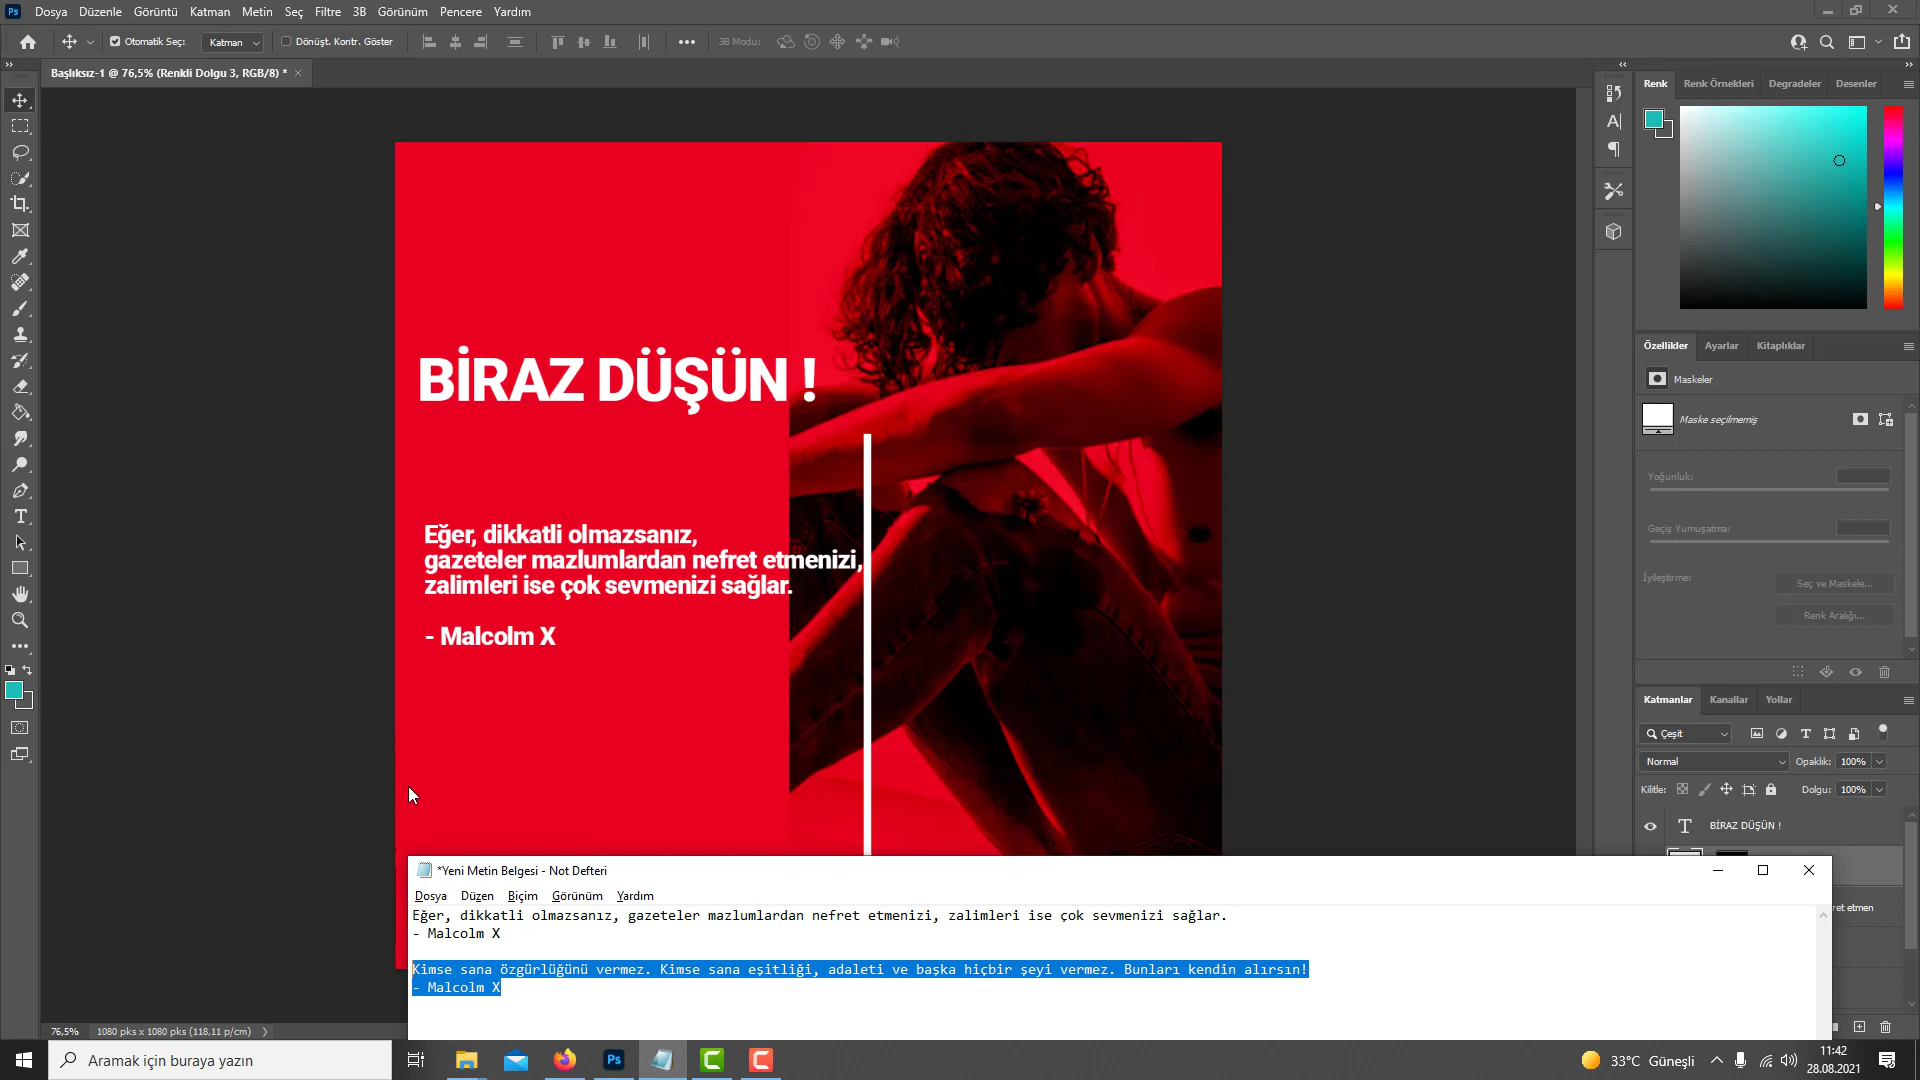 Ps Dosya Düzenle Görüntü Katman Metin Seç Filtre 3B Görünüm Pencere Yardım
Otomatik Seç: Katman Dönüşt. Kontr. Göster 3B Modu:
Başlıksız-1 @ 76,5% (Renkli Dolgu 3, RGB/8) *
Renk Renk Örnekleri Degradeler Desenler
BİRAZ DÜŞÜN !
Eğer, dikkatli olmazsanız,
gazeteler mazlumlardan nefret etmenizi,
zalimleri ise çok sevmenizi sağlar.
- Malcolm X
Özellikler Ayarlar Kitaplıklar
Maskeler
Maske seçilmemiş
Yoğunluk:
Geçiş Yumuşatma:
İyileştirme: Seç ve Maskele...
Renk Aralığı...
Katmanlar Kanallar Yollar
Çeşit
Normal Opaklık: 100%
Kilitle: Dolgu: 100%
BİRAZ DÜŞÜN !
ret etmen
*Yeni Metin Belgesi - Not Defteri
Dosya Düzen Biçim Görünüm Yardım
Eğer, dikkatli olmazsanız, gazeteler mazlumlardan nefret etmenizi, zalimleri ise çok sevmenizi sağlar.
- Malcolm X
Kimse sana özgürlüğünü vermez. Kimse sana eşitliği, adaleti ve başka hiçbir şeyi vermez. Bunları kendin alırsın!
- Malcolm X
76,5% 1080 pks x 1080 pks (118,11 p/cm)
Aramak için buraya yazın
Ps
33°C Güneşli
11:42
28.08.2021